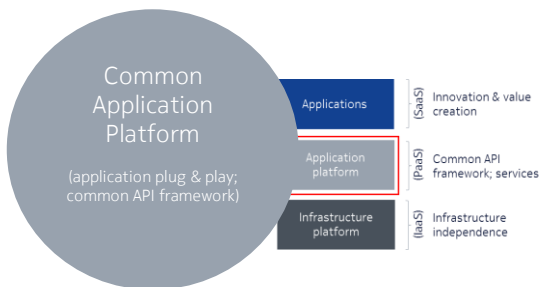 Common
Application
Platform
(application plug & play;
common API framework)
Applications
(SaaS)
Innovation & value
creation
Application
platform
(PaaS)
Common API
framework; services
Infrastructure
platform
(IaaS)
Infrastructure
independence